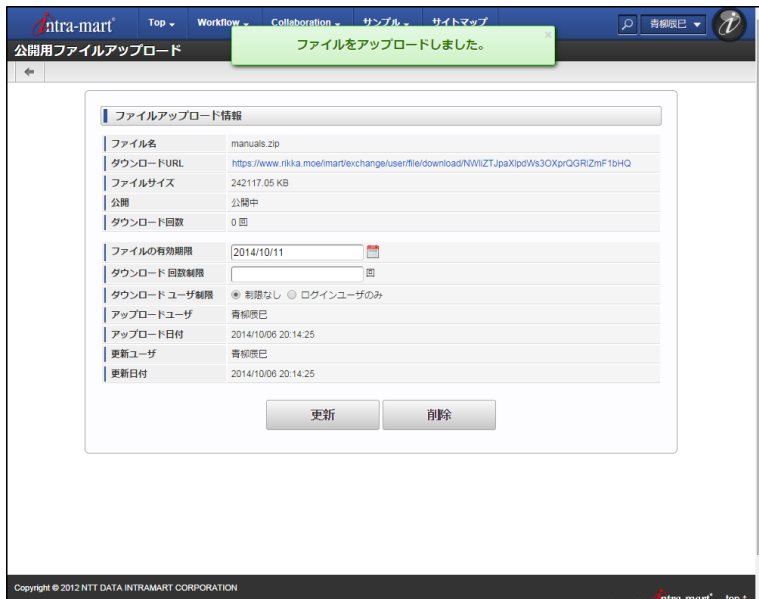 intra-mart Top Workflow Collaboration サンプル サイトマップ 青柳辰巳
ファイルをアップロードしました。
公開用ファイルアップロード
ファイルアップロード情報
ファイル名 manuals.zip
ダウンロードURL
ファイルサイズ 242117.05 KB
公開 公開中
ダウンロード回数 0 回
ファイルの有効期限 2014/10/11
ダウンロード 回数制限 回
ダウンロード ユーザ制限 制限なし ログインユーザのみ
アップロードユーザ 青柳辰巳
アップロード日付 2014/10/06 20:14:25
更新ユーザ 青柳辰巳
更新日付 2014/10/06 20:14:25
更新 削除
Copyright © 2012 NTT DATA INTRAMART CORPORATION
intra-mart top